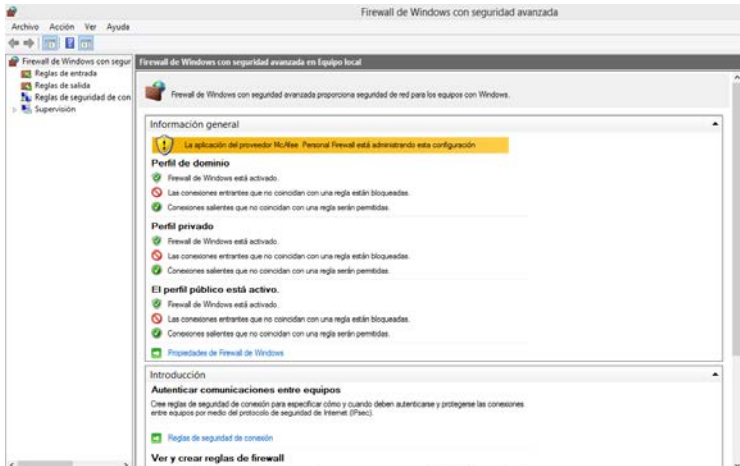 Firewall de Windows con seguridad avanzada
Archivo Acción Ver Ayuda
Firewall de Windows con segur
Reglas de entrada
Reglas de salida
Reglas de seguridad de con
Supervisión
Firewall de Windows con seguridad avanzada en Equipo local
Firewall de Windows con seguridad avanzada proporciona seguridad de red para los equipos con Windows.
Información general
La aplicación del proveedor McAfee Personal Firewall está administrando esta configuración
Perfil de dominio
Firewall de Windows está activado.
Las conexiones entrantes que no coincidan con una regla están bloqueadas.
Conexiones salientes que no coincidan con una regla serán permitidas.
Perfil privado
Firewall de Windows está activado.
Las conexiones entrantes que no coincidan con una regla están bloqueadas.
Conexiones salientes que no coincidan con una regla serán permitidas.
El perfil público está activo.
Firewall de Windows está activado.
Las conexiones entrantes que no coincidan con una regla están bloqueadas.
Conexiones salientes que no coincidan con una regla serán permitidas.
Propiedades de Firewall de Windows
Introducción
Autenticar comunicaciones entre equipos
Cree reglas de seguridad de conexión para especificar cómo y cuándo deben autenticarse y protegerse las conexiones
entre equipos por medio del protocolo de seguridad de Internet (IPsec).
Reglas de seguridad de conexión
Ver y crear reglas de firewall